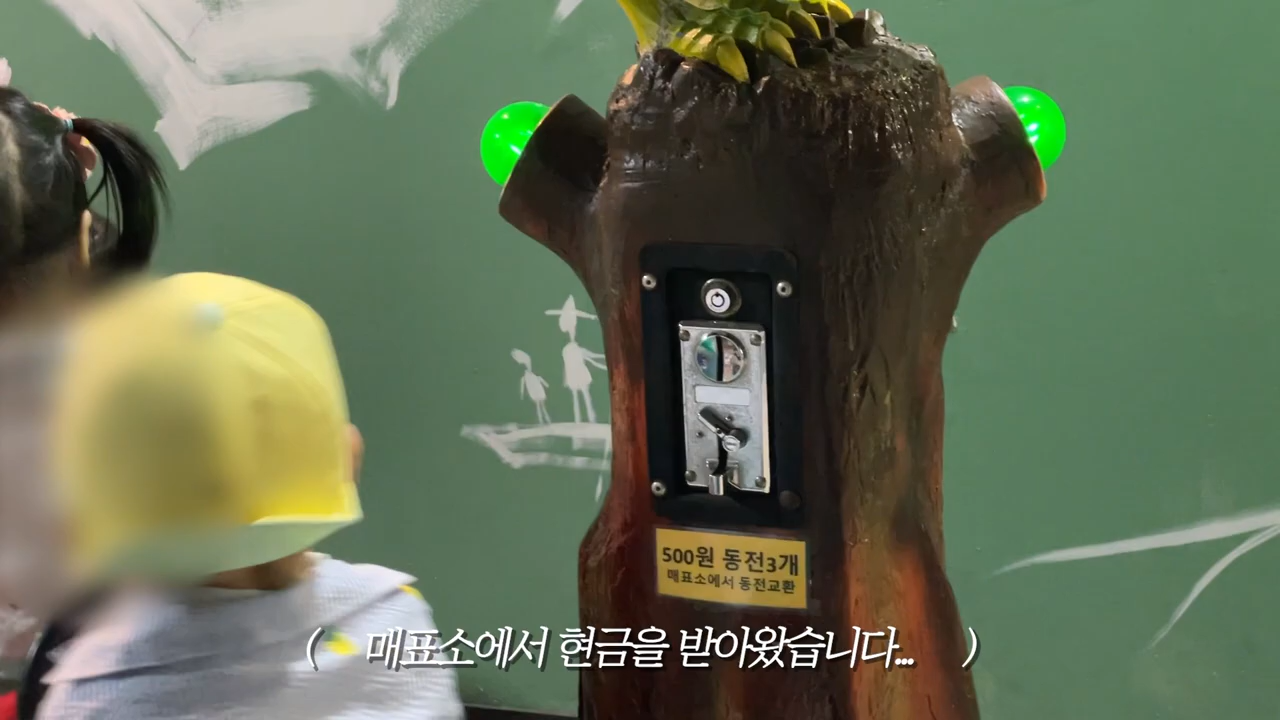 500원 동전3개
매표소에서 동전교환
( 매표소에서 현금을 받아왔습니다... )